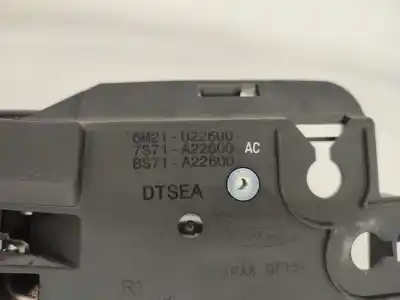 6M21-U22600-
7S71-A22600 AC
BS71-A22600
DTSEA
R1